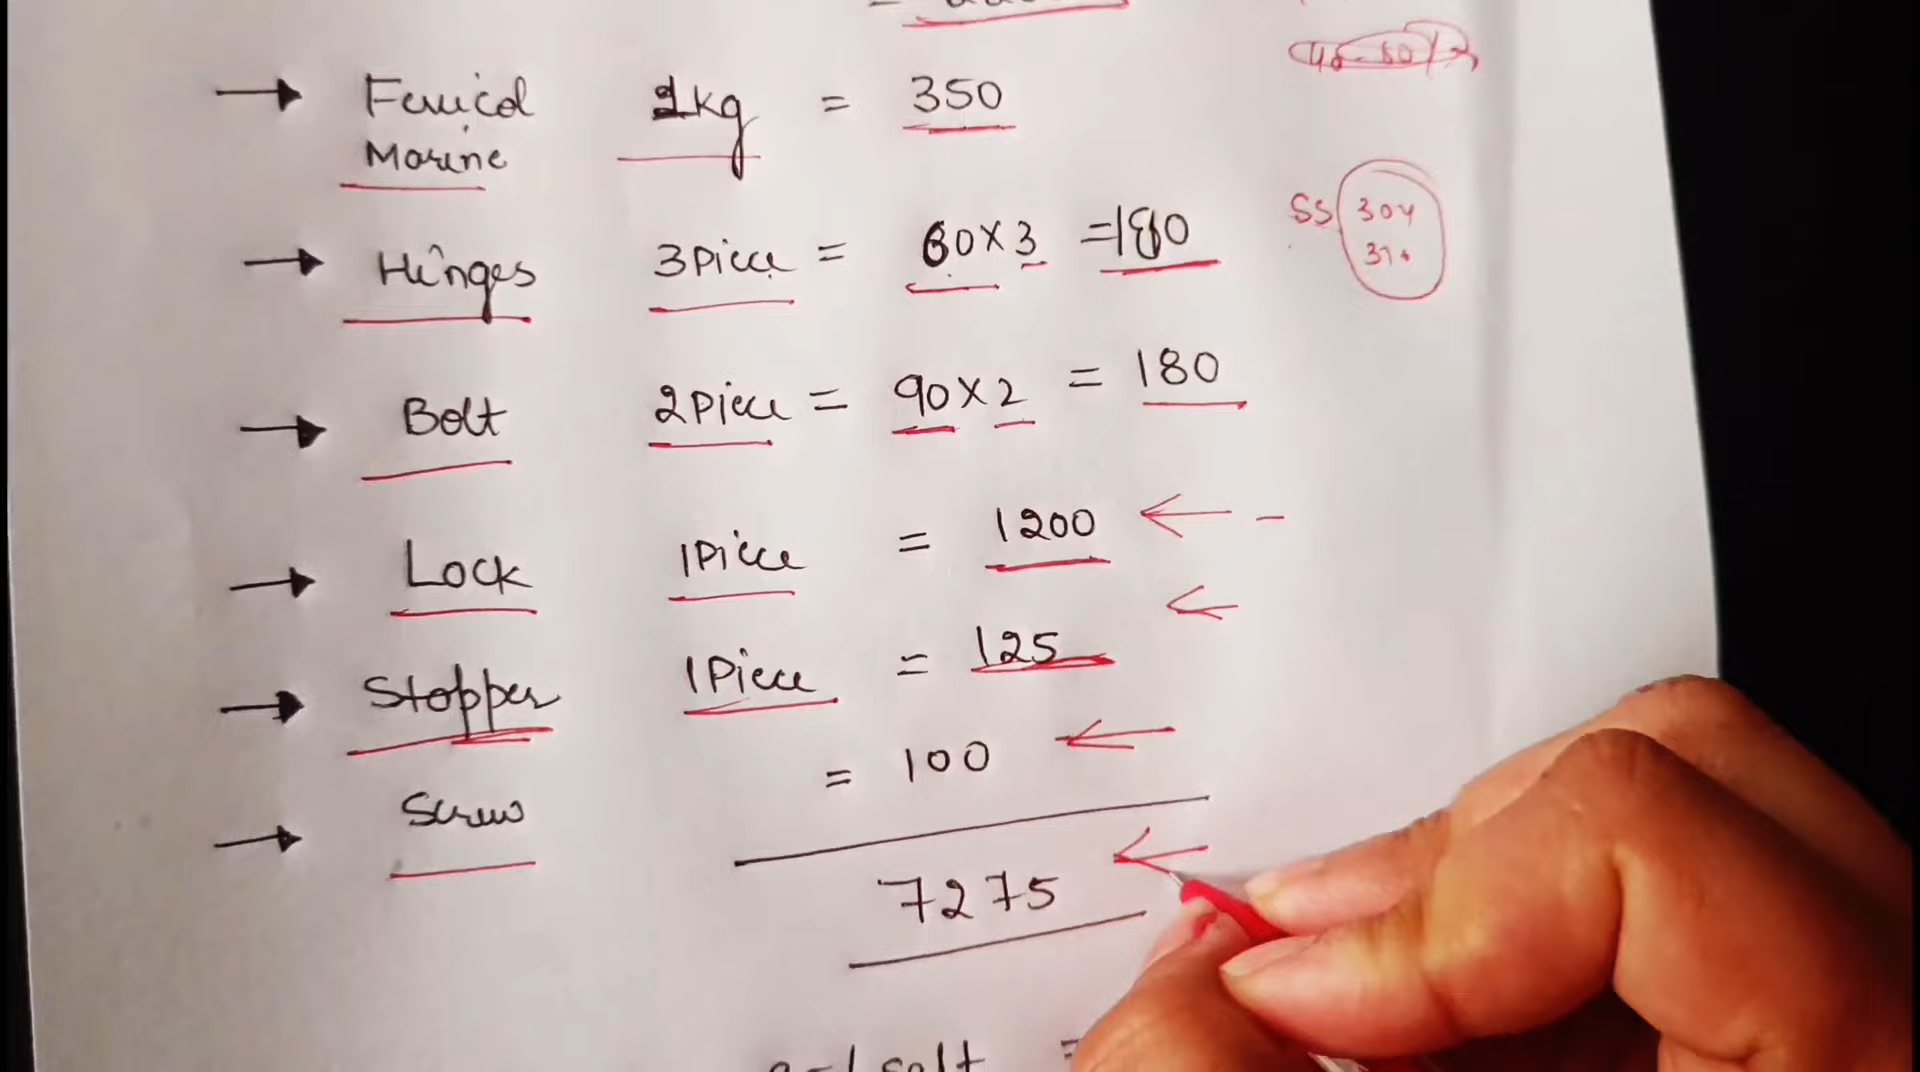 Fevicol 1kg = 350
Marine
Hinges 3Piece = 60x3 =180
SS 304
Bolt 2Piece = 90x2 = 180
Lock 1Piece = 1200
Stopper 1Piece = 125
Screw = 100
7275